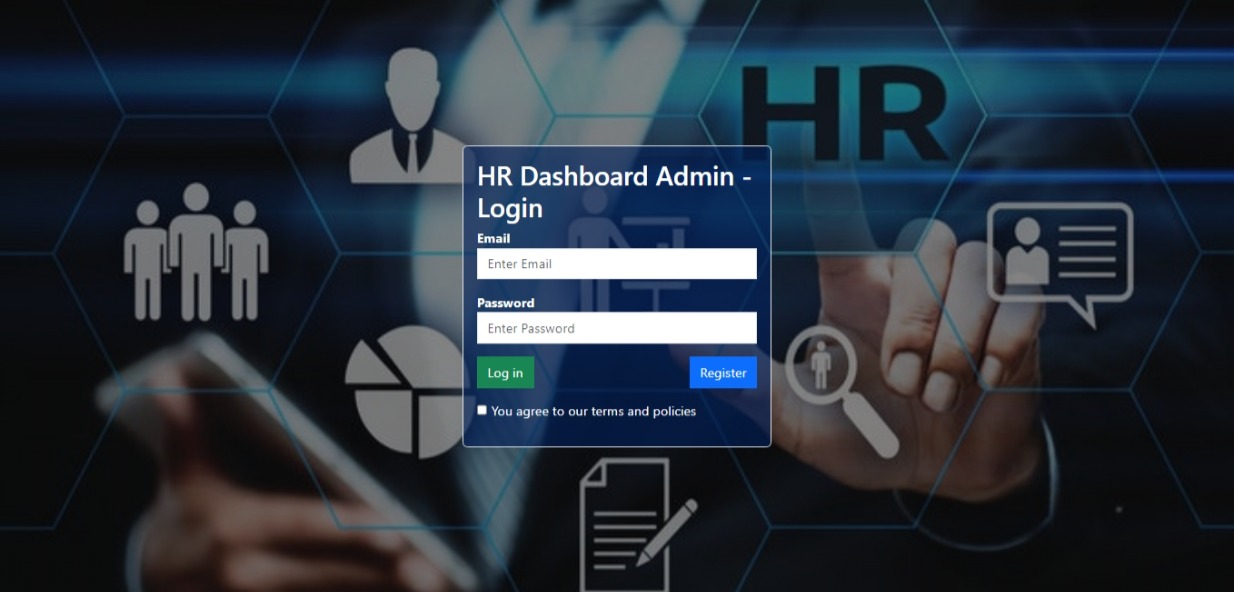 HR
HR Dashboard Admin -
Login
Email
Enter Email
Password
Enter Password
Log in
Register
You agree to our terms and policies